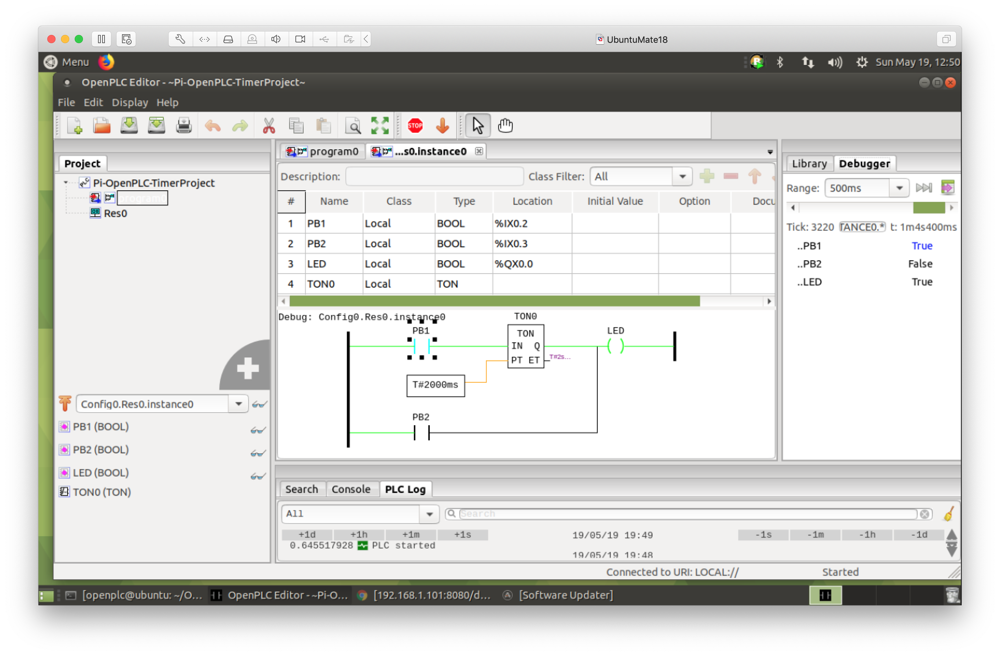 UbuntuMate18
Menu
Sun May 19, 12:50
OpenPLC Editor - ~Pi-OpenPLC-TimerProject~
File Edit Display Help
STOP
Project
Pi-OpenPLC-TimerProject
program0
Res0
Config0.Res0.instance0
PB1 (BOOL)
PB2 (BOOL)
LED (BOOL)
TON0 (TON)
program0 ...s0.instance0
Description: Class Filter: All
# Name Class Type Location Initial Value Option Docu
1 PB1 Local BOOL %IX0.2
2 PB2 Local BOOL %IX0.3
3 LED Local BOOL %QX0.0
4 TON0 Local TON
Debug: Config0.Res0.instance0
TON0
PB1
TON
LED
IN Q
PT ET
T#2s...
T#2000ms
PB2
Library Debugger
Range: 500ms
Tick: 3220 TANCE0.* t: 1m4s400ms
..PB1 True
..PB2 False
..LED True
Search Console PLC Log
All Search
+1d +1h +1m +1s 19/05/19 19:49 -1s -1m -1h -1d
0.645517928 PLC started
19/05/19 19:48
Connected to URI: LOCAL:// Started
[openplc@ubuntu: ~/O... OpenPLC Editor - ~Pi-O... [192.168.1.101:8080/d... [Software Updater]